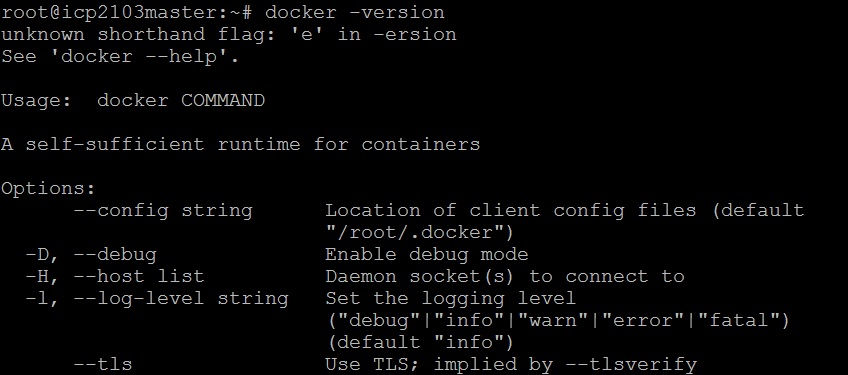 root@icp2103master:~# docker -version
unknown shorthand flag: 'e' in -ersion
See 'docker --help'.
Usage:  docker COMMAND
A self-sufficient runtime for containers
Options:
      --config string      Location of client config files (default
                           "/root/.docker")
  -D, --debug              Enable debug mode
  -H, --host list          Daemon socket(s) to connect to
  -l, --log-level string   Set the logging level
                           ("debug"|"info"|"warn"|"error"|"fatal")
                           (default "info")
      --tls                Use TLS; implied by --tlsverify